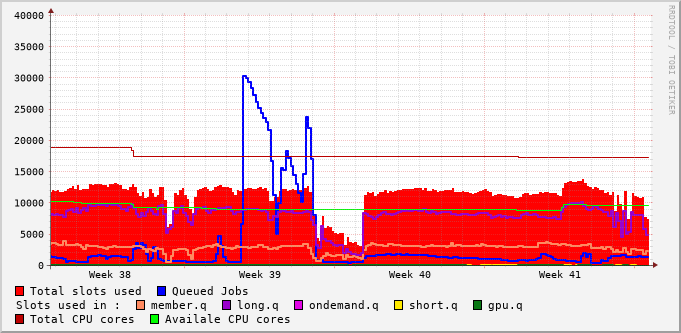 40000
35000
30000
25000
20000
15000
10000
5000
0
Week 38 Week 39 Week 40 Week 41
RRDTOOL / TOBI OETIKER
Total slots used Queued Jobs
Slots used in : member.q long.q ondemand.q short.q gpu.q
Total CPU cores Availale CPU cores